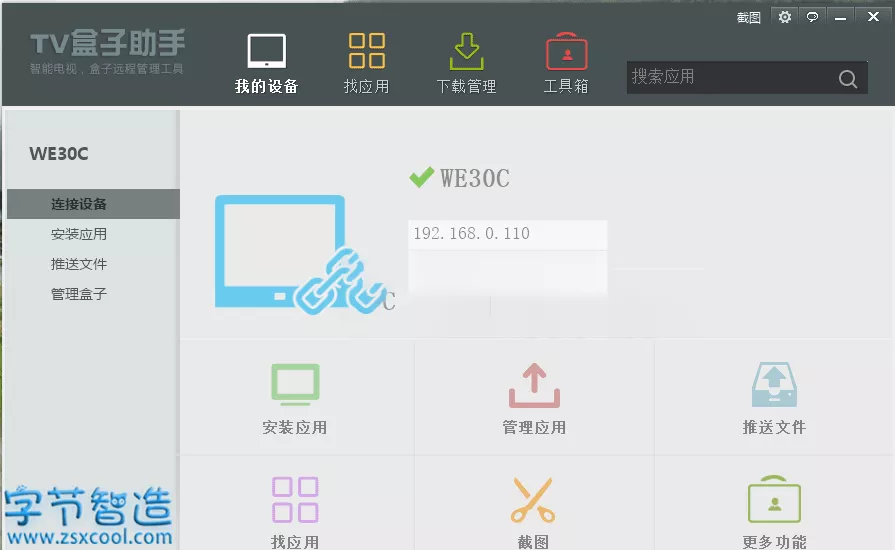 截图
TV盒子助手
智能电视，盒子远程管理工具
我的设备
找应用
下载管理
工具箱
搜索应用
WE30C
连接设备
安装应用
推送文件
管理盒子
WE30C
192.168.0.110
C
安装应用
管理应用
推送文件
找应用
截图
更多功能
字节智造
www.zsxcool.com